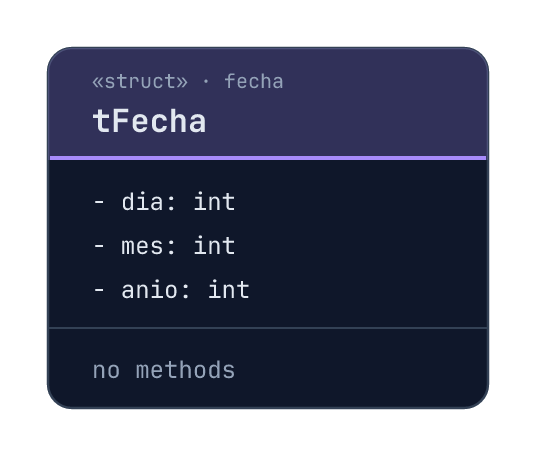 «struct» · fecha
tFecha
- dia: int
- mes: int
- anio: int
no methods